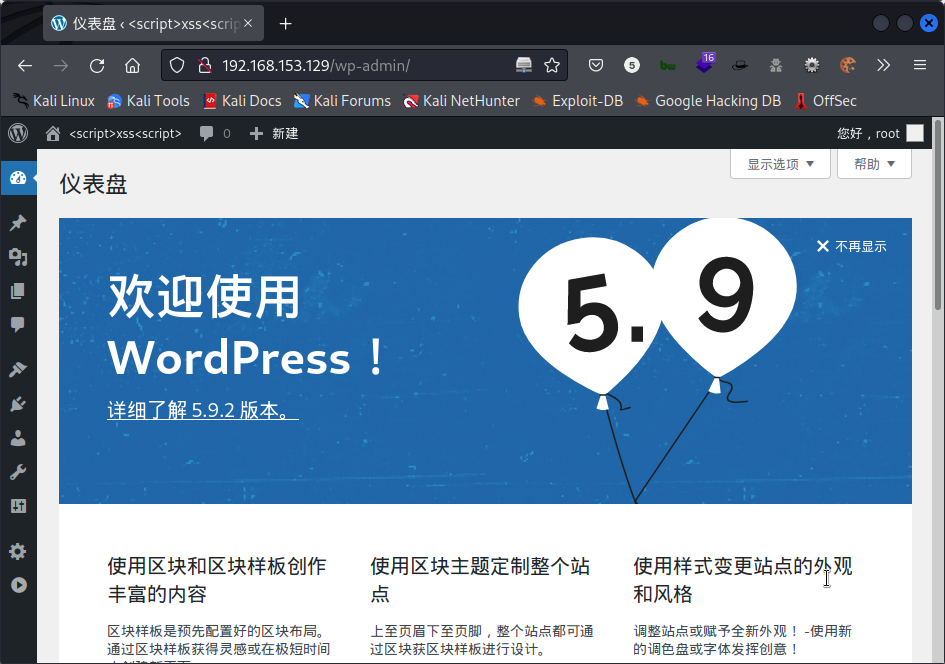 仪表盘 ‹ <script>xss<scrip
192.168.153.129/wp-admin/
5
16
Kali Linux Kali Tools Kali Docs Kali Forums Kali NetHunter Exploit-DB Google Hacking DB OffSec
<script>xss<script> 0 新建 您好，root
显示选项 帮助
仪表盘
不再显示
5.9
欢迎使用
WordPress！
详细了解 5.9.2 版本。
使用区块和区块样板创作
丰富的内容
区块样板是预先配置好的区块布局。
通过区块样板获得灵感或在极短时间
使用区块主题定制整个站
点
上至页眉下至页脚，整个站点都可通
过区块获区块样板进行设计。
使用样式变更站点的外观
和风格
调整站点或赋予全新外观！ -使用新
的调色盘或字体发挥创意！